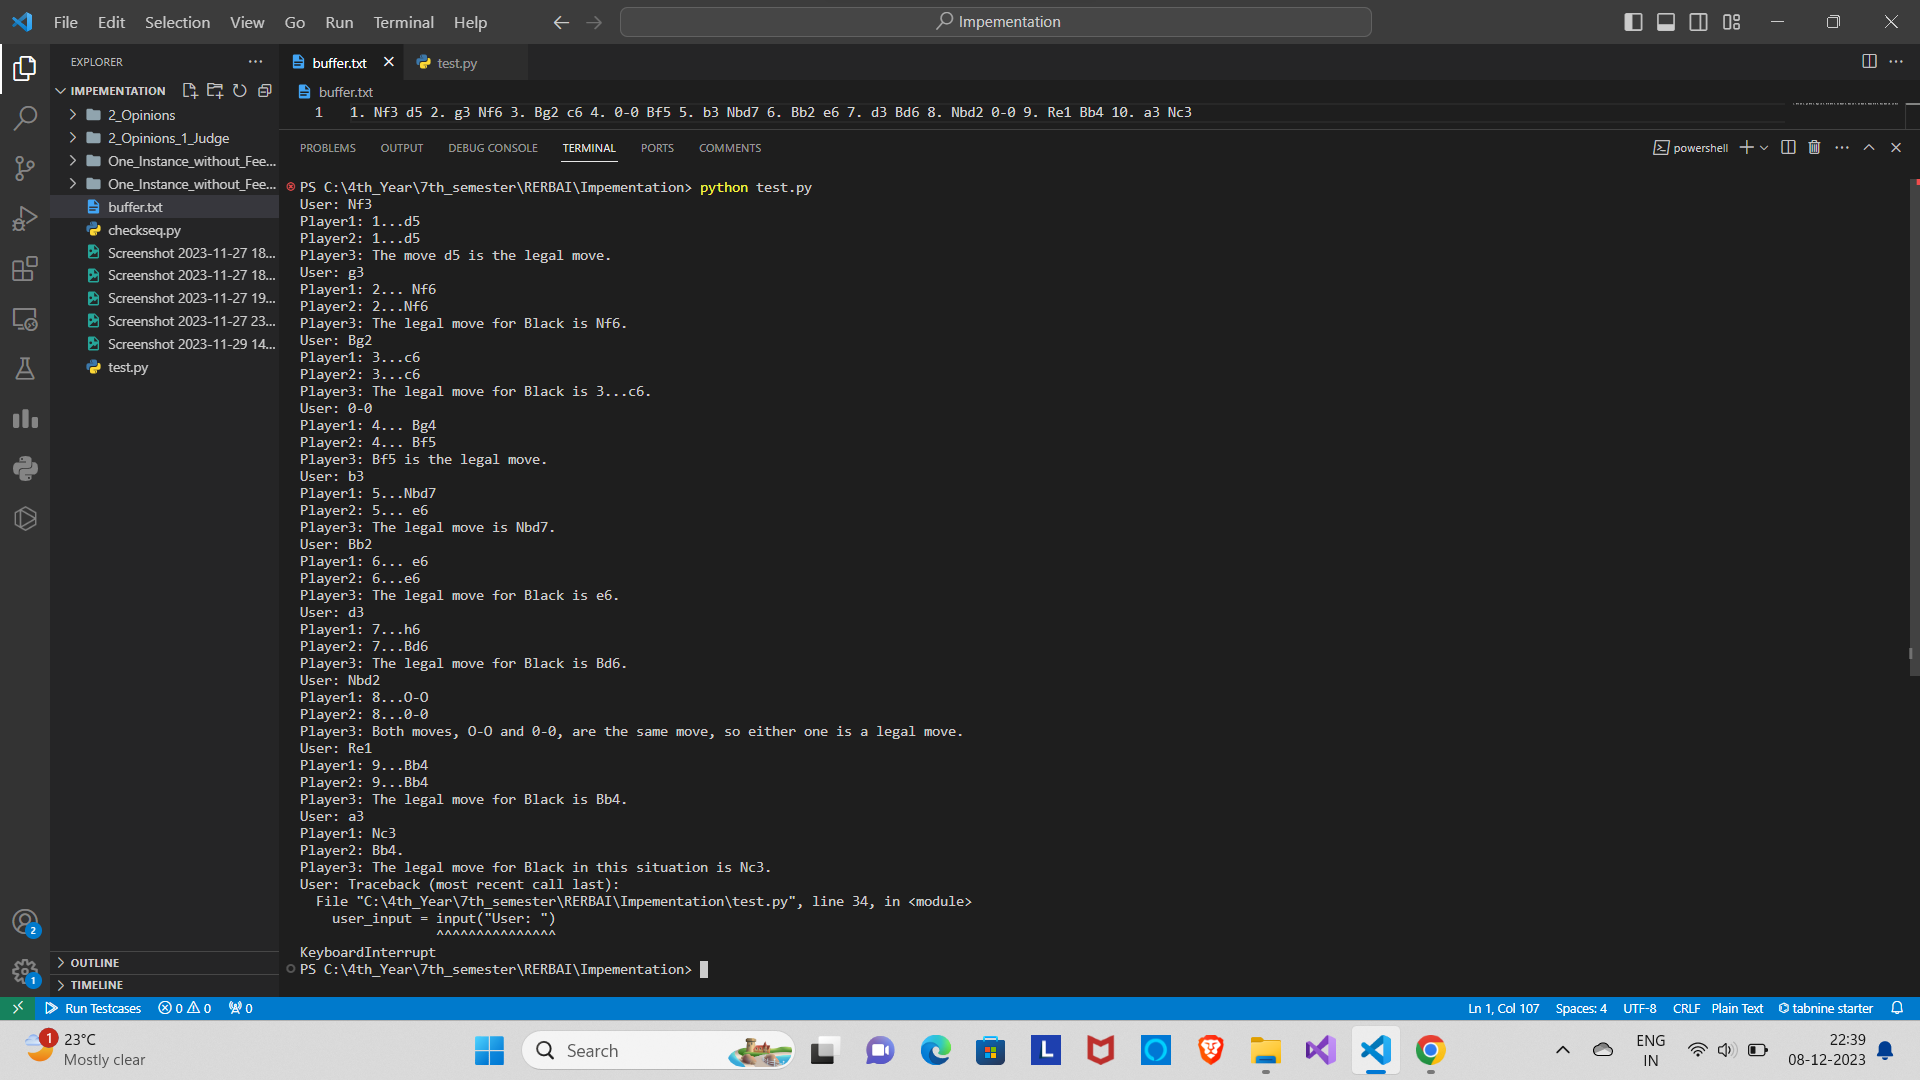 File Edit Selection View Go Run Terminal Help
Impementation
EXPLORER
IMPEMENTATION
2_Opinions
2_Opinions_1_Judge
One_Instance_without_Fee...
One_Instance_without_Fee...
buffer.txt
checkseq.py
Screenshot 2023-11-27 18...
Screenshot 2023-11-27 18...
Screenshot 2023-11-27 19...
Screenshot 2023-11-27 23...
Screenshot 2023-11-29 14...
test.py
OUTLINE
TIMELINE
2
1
buffer.txt test.py
buffer.txt
1 1. Nf3 d5 2. g3 Nf6 3. Bg2 c6 4. 0-0 Bf5 5. b3 Nbd7 6. Bb2 e6 7. d3 Bd6 8. Nbd2 0-0 9. Re1 Bb4 10. a3 Nc3
PROBLEMS OUTPUT DEBUG CONSOLE TERMINAL PORTS COMMENTS
powershell
PS C:\4th_Year\7th_semester\RERBAI\Impementation> python test.py
User: Nf3
Player1: 1...d5
Player2: 1...d5
Player3: The move d5 is the legal move.
User: g3
Player1: 2... Nf6
Player2: 2...Nf6
Player3: The legal move for Black is Nf6.
User: Bg2
Player1: 3...c6
Player2: 3...c6
Player3: The legal move for Black is 3...c6.
User: 0-0
Player1: 4... Bg4
Player2: 4... Bf5
Player3: Bf5 is the legal move.
User: b3
Player1: 5...Nbd7
Player2: 5... e6
Player3: The legal move is Nbd7.
User: Bb2
Player1: 6... e6
Player2: 6...e6
Player3: The legal move for Black is e6.
User: d3
Player1: 7...h6
Player2: 7...Bd6
Player3: The legal move for Black is Bd6.
User: Nbd2
Player1: 8...O-O
Player2: 8...0-0
Player3: Both moves, O-O and 0-0, are the same move, so either one is a legal move.
User: Re1
Player1: 9...Bb4
Player2: 9...Bb4
Player3: The legal move for Black is Bb4.
User: a3
Player1: Nc3
Player2: Bb4.
Player3: The legal move for Black in this situation is Nc3.
User: Traceback (most recent call last):
File "C:\4th_Year\7th_semester\RERBAI\Impementation\test.py", line 34, in <module>
user_input = input("User: ")
^^^^^^^^^^^^^^^
KeyboardInterrupt
PS C:\4th_Year\7th_semester\RERBAI\Impementation>
Run Testcases 0 0 0
Ln 1, Col 107 Spaces: 4 UTF-8 CRLF Plain Text tabnine starter
1
23°C
Mostly clear
Search
L
ENG
IN
22:39
08-12-2023